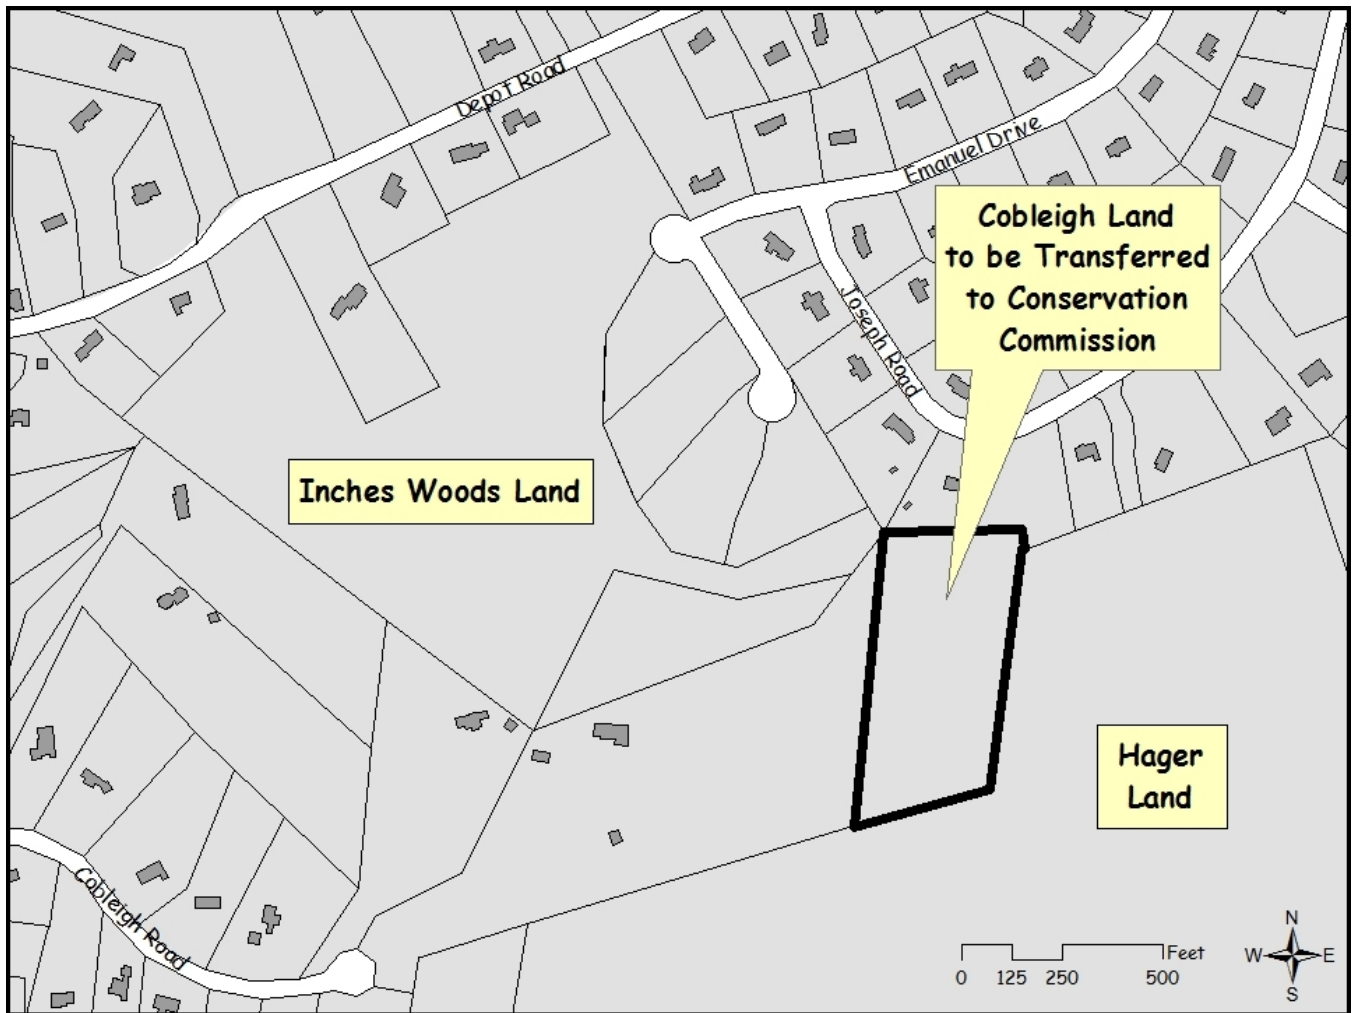 Depot Road
Emanuel Drive
Cobleigh Land
to be Transferred
to Conservation
Commission
Joseph Road
Inches Woods Land
Hager
Land
Cobleigh Road
N
W E
S
Feet
0 125 250 500